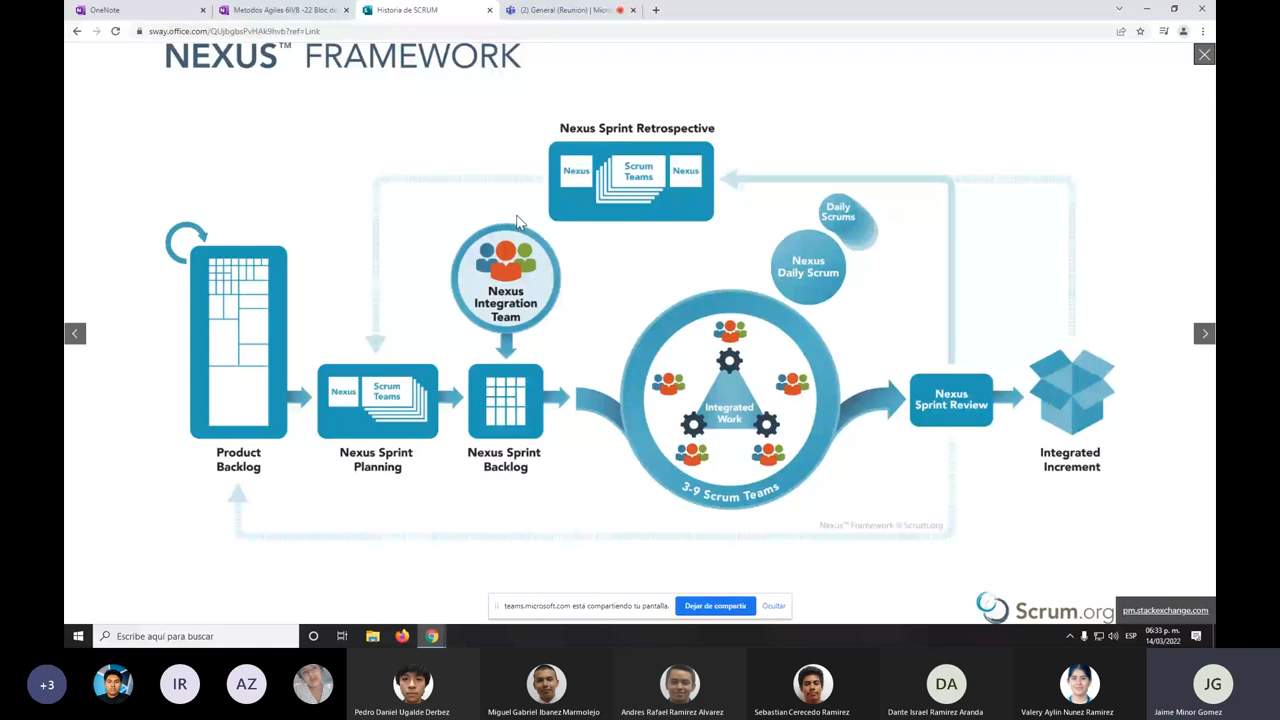 OneNote
Metodos Agiles 6IV8 -22 Bloc de
Historia de SCRUM
(2) General (Reunión) | Micros
sway.office.com/QUjbgbsPvHAk9hvb?ref=Link
NEXUS™ FRAMEWORK
Nexus Sprint Retrospective
Nexus
Scrum
Teams
Nexus
Daily
Scrums
Nexus
Daily Scrum
Nexus
Integration
Team
Nexus
Scrum
Teams
Integrated
Work
3-9 Scrum Teams
Nexus
Sprint Review
Product
Backlog
Nexus Sprint
Planning
Nexus Sprint
Backlog
Integrated
Increment
Nexus™ Framework © Scrum.org
teams.microsoft.com está compartiendo tu pantalla.
Dejar de compartir
Ocultar
Scrum.org
pm.stackexchange.com
Escribe aquí para buscar
ESP
06:33 p. m.
14/03/2022
+3
IR
AZ
DA
JG
Pedro Daniel Ugalde Derbez
Miguel Gabriel Ibanez Marmolejo
Andres Rafael Ramirez Alvarez
Sebastian Cerecedo Ramirez
Dante Israel Ramirez Aranda
Valery Aylin Nunez Ramirez
Jaime Minor Gomez